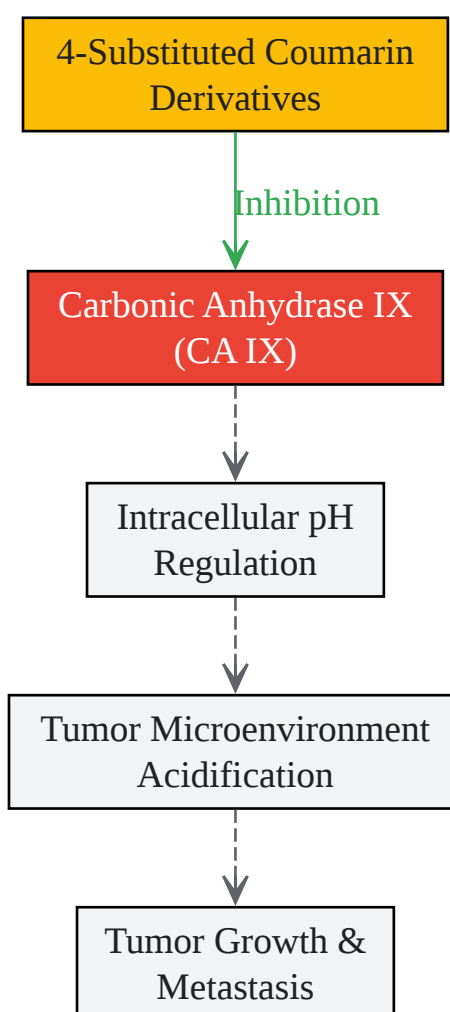 4-Substituted Coumarin
Derivatives
Inhibition
Carbonic Anhydrase IX
(CA IX)
Intracellular pH
Regulation
Tumor Microenvironment
Acidification
Tumor Growth &
Metastasis